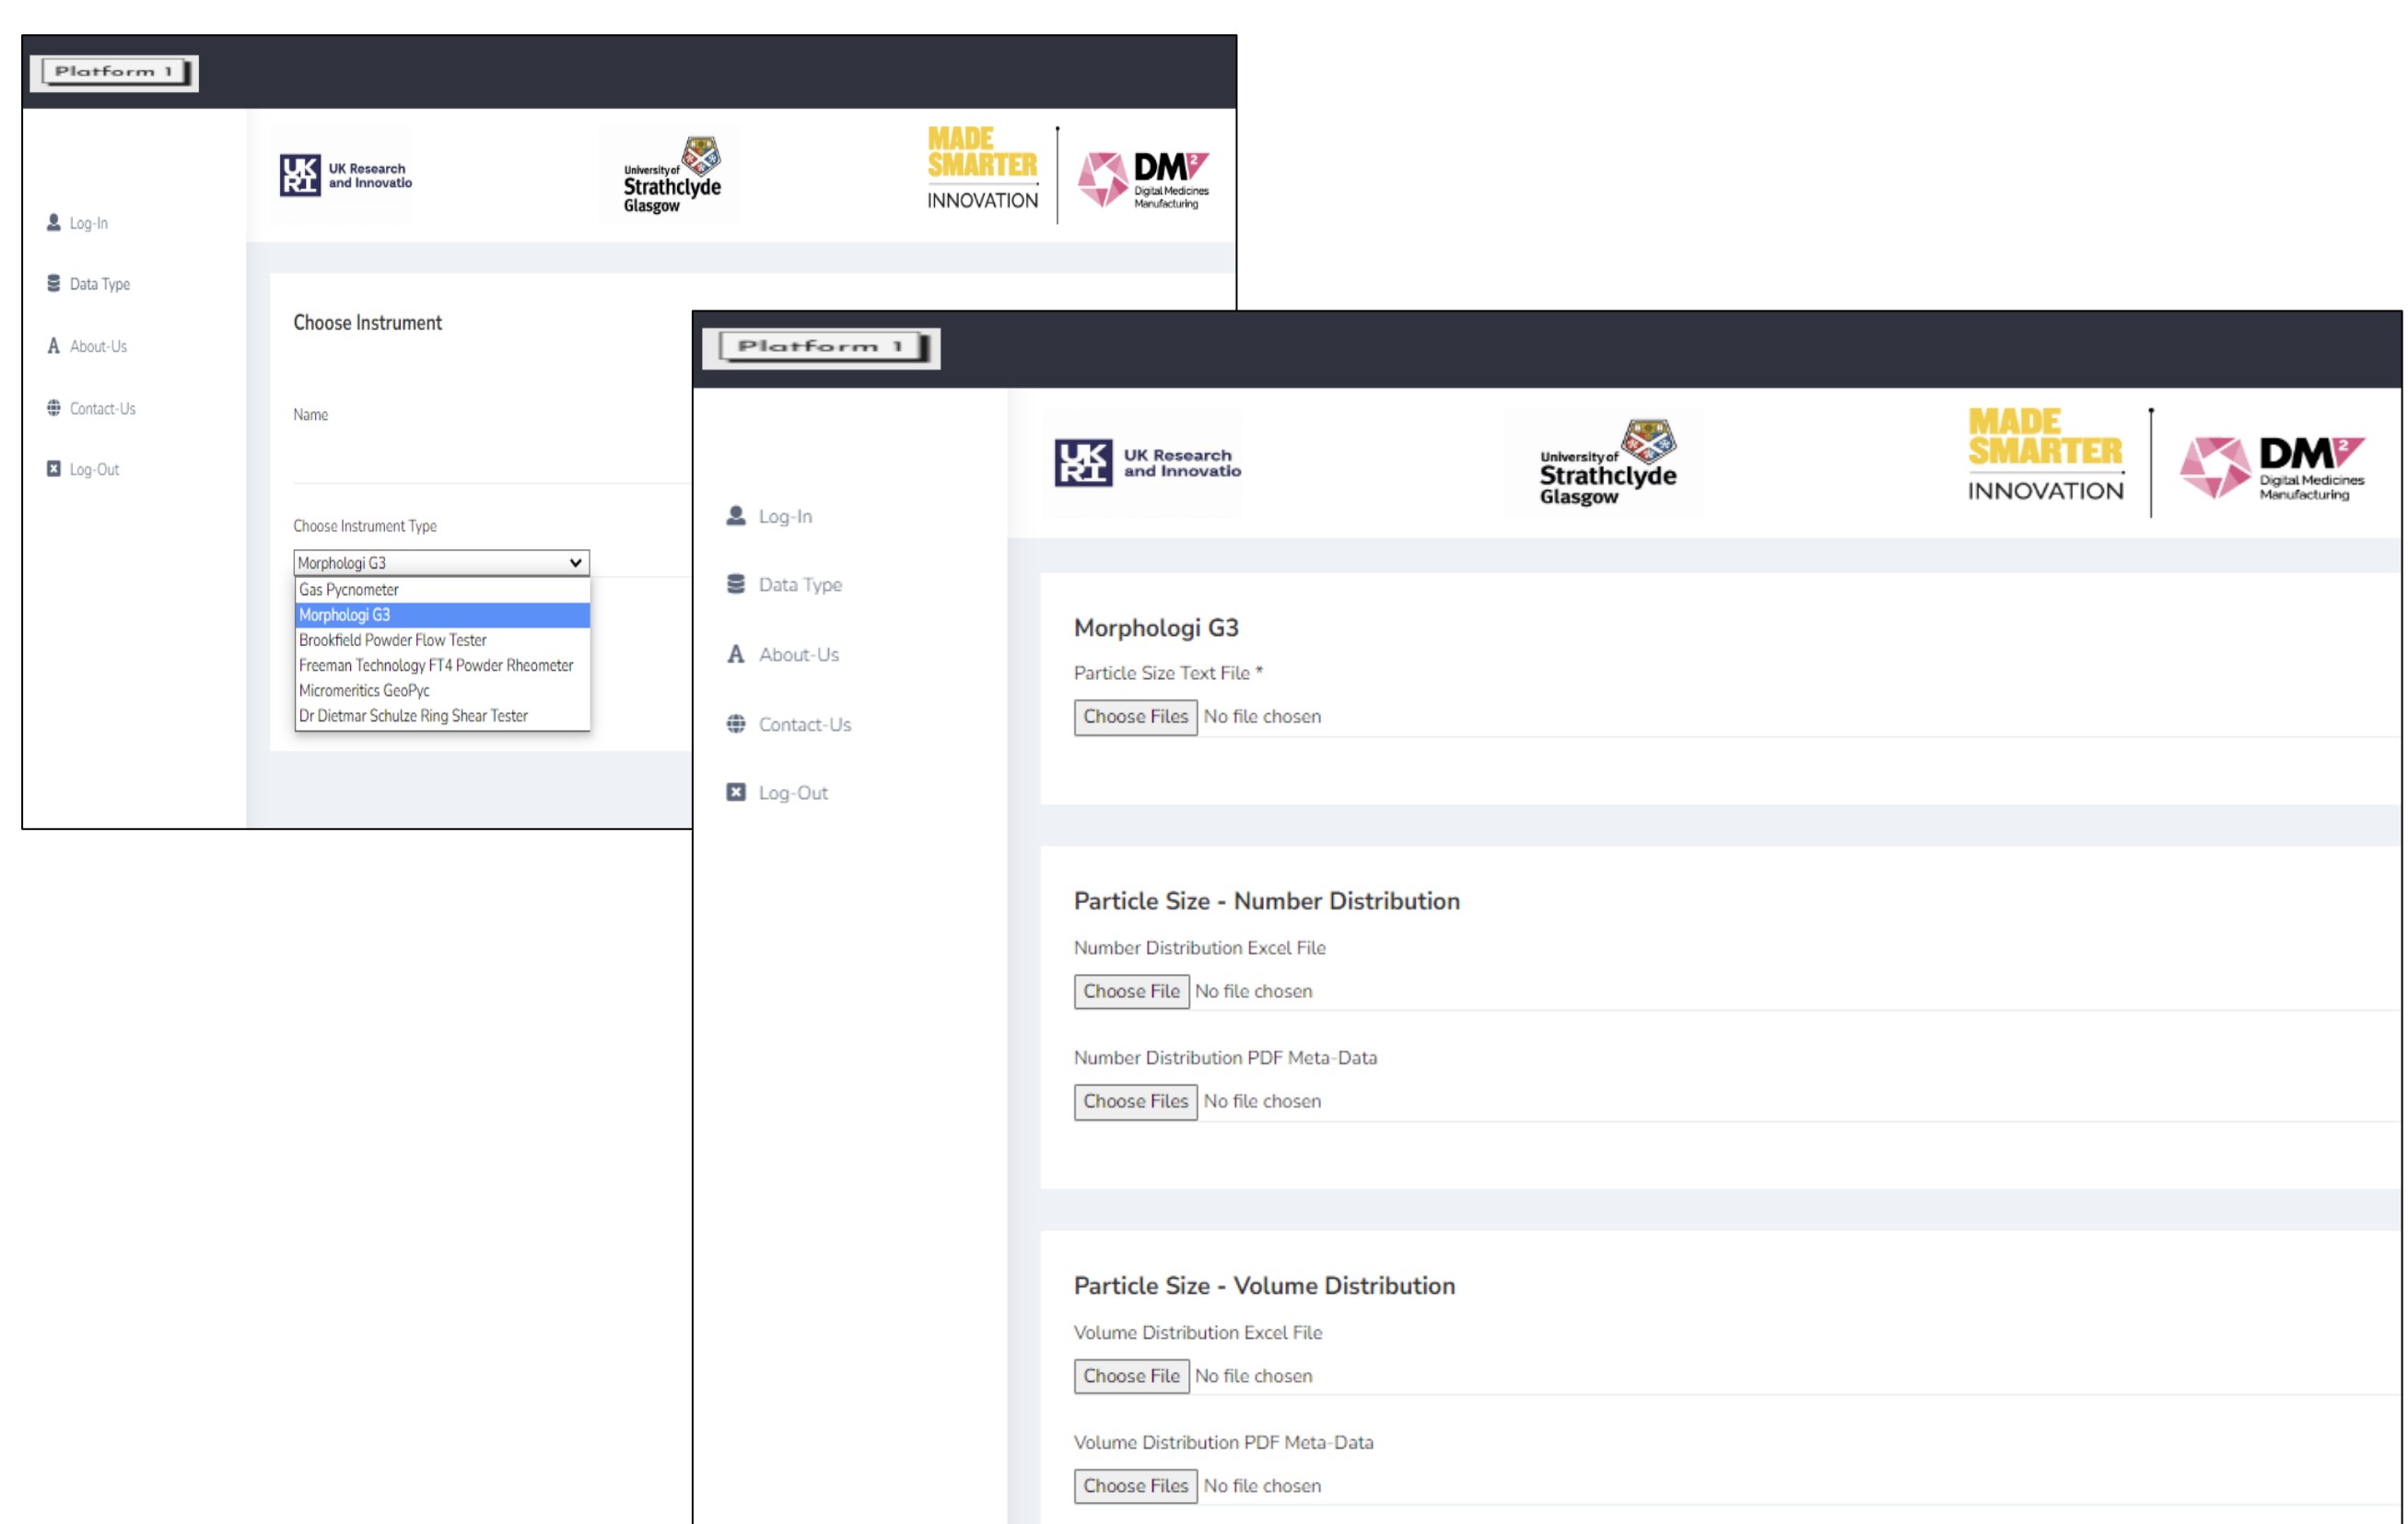 Platform 1
UK RI UK Research
and Innovatio
University of
Strathclyde
Glasgow
MADE
SMARTER
INNOVATION
DM2
Digital Medicines
Manufacturing
Log-In
Data Type
About-Us
Contact-Us
Log-Out
Choose Instrument
Name
Choose Instrument Type
Morphologi G3
Gas Pycnometer
Morphologi G3
Brookfield Powder Flow Tester
Freeman Technology FT4 Powder Rheometer
Micromeritics GeoPyc
Dr Dietmar Schulze Ring Shear Tester
Platform 1
UK RI UK Research
and Innovatio
University of
Strathclyde
Glasgow
MADE
SMARTER
INNOVATION
DM2
Digital Medicines
Manufacturing
Log-In
Data Type
A About-Us
Contact-Us
Log-Out
Morphologi G3
Particle Size Text File *
Choose Files No file chosen
Particle Size - Number Distribution
Number Distribution Excel File
Choose File No file chosen
Number Distribution PDF Meta-Data
Choose Files No file chosen
Particle Size - Volume Distribution
Volume Distribution Excel File
Choose File No file chosen
Volume Distribution PDF Meta-Data
Choose Files No file chosen